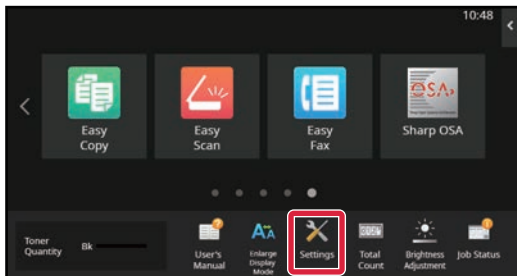 10:48
Easy
Copy
Easy
Scan
Easy
Fax
OSA
Sharp OSA
Toner
Quantity
Bk
User's
Manual
Enlarge
Display
Mode
Settings
Total
Count
Brightness
Adjustment
Job Status